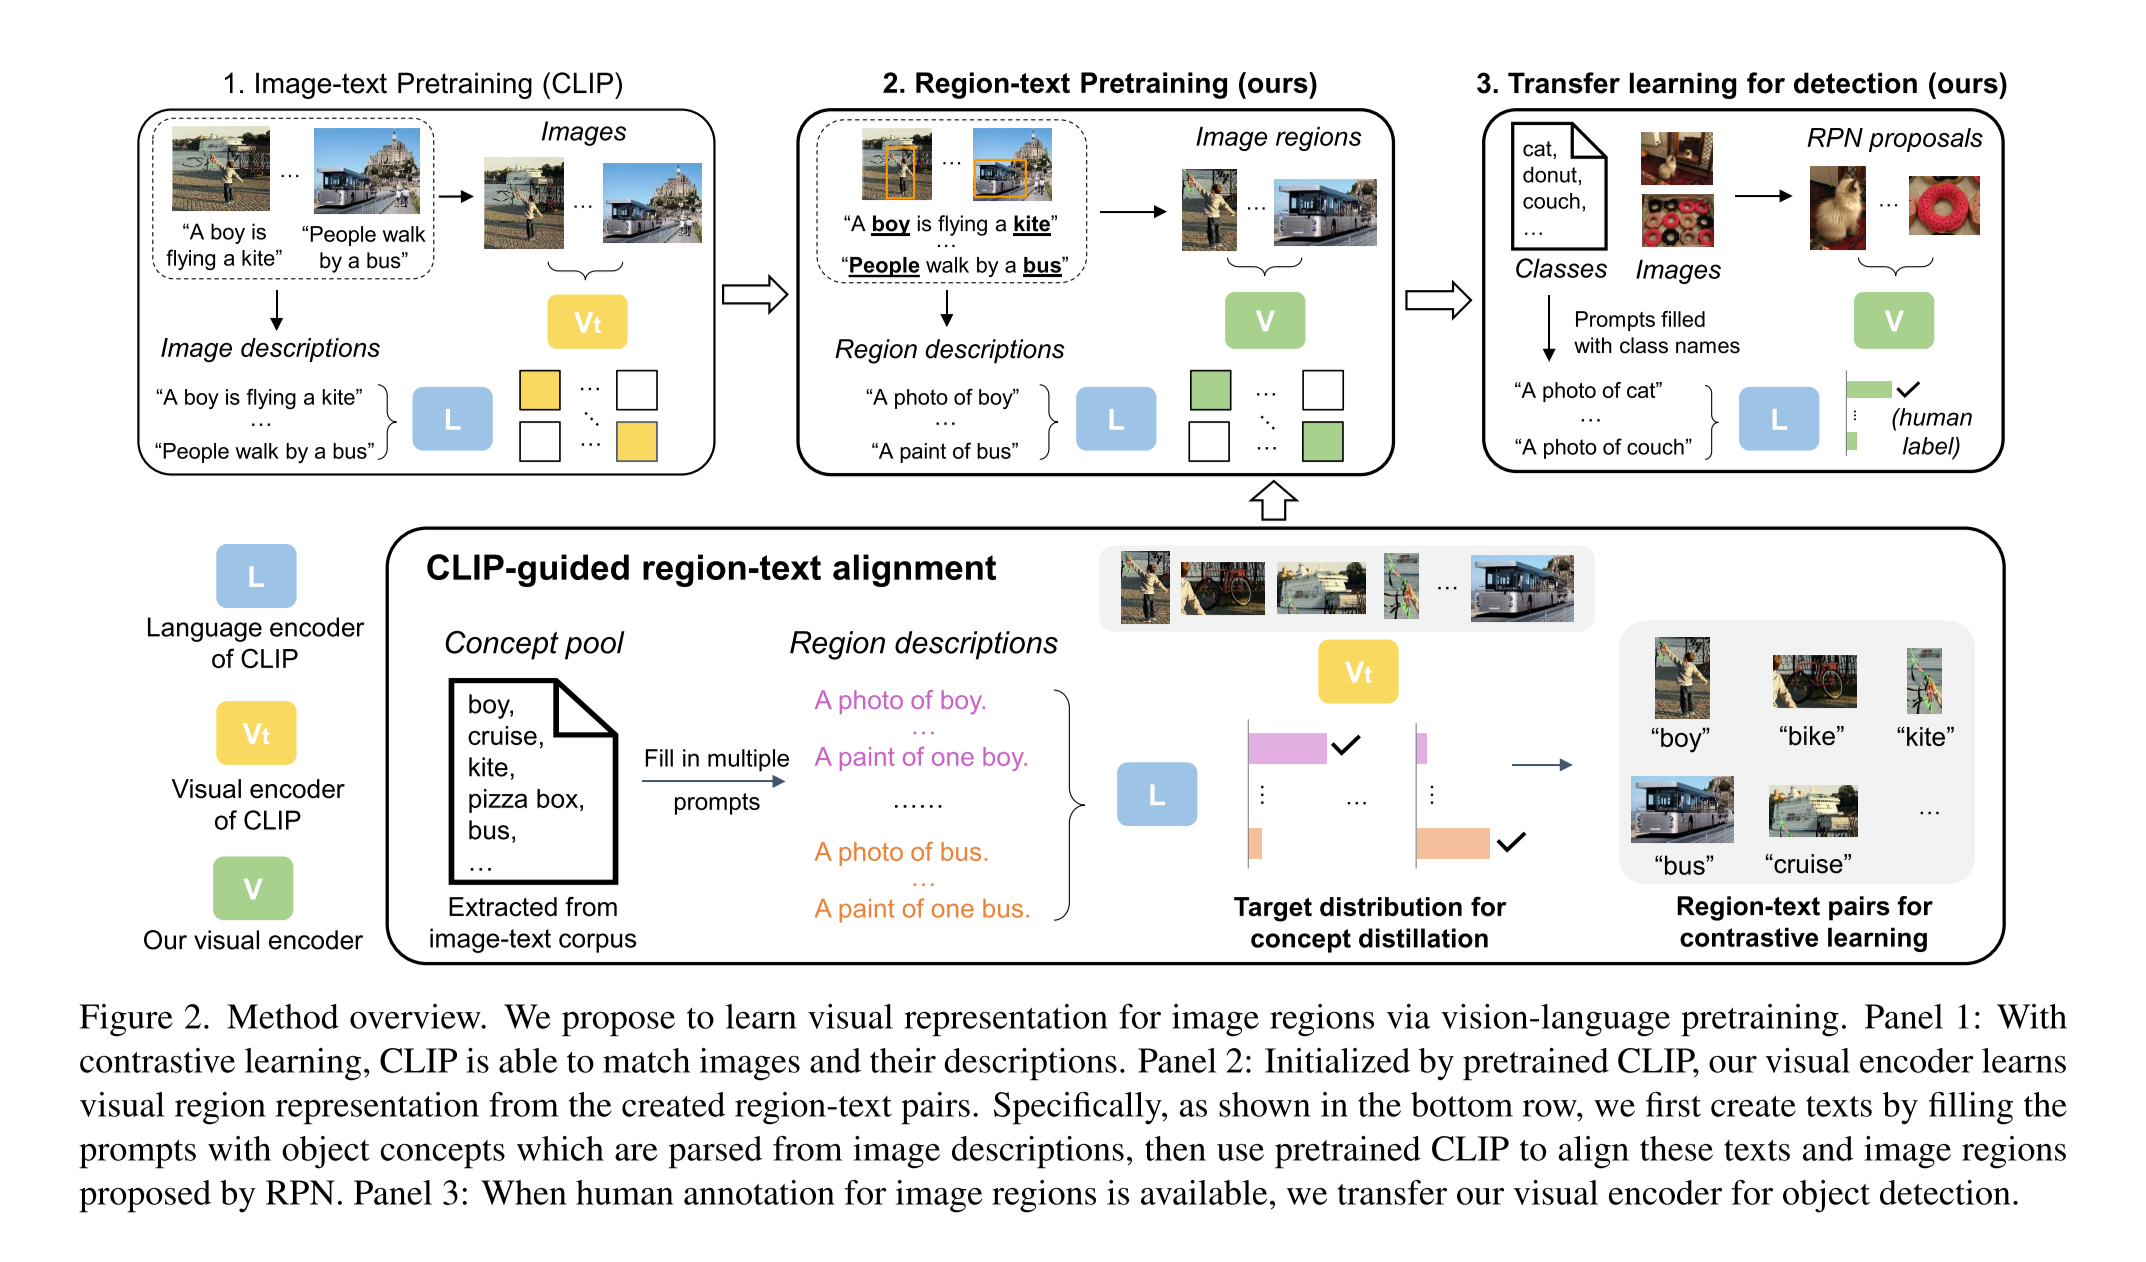 1. Image-text Pretraining (CLIP)
“A boy is
flying a kite”
...
“People walk
by a bus”
Images
...
Vt
Image descriptions
“A boy is flying a kite”
...
“People walk by a bus”
L
...
...
2. Region-text Pretraining (ours)
...
“A boy is flying a kite”
...
“People walk by a bus”
Image regions
...
V
Region descriptions
“A photo of boy”
...
“A paint of bus”
L
...
...
3. Transfer learning for detection (ours)
cat,
donut,
couch,
...
Classes
Images
RPN proposals
...
V
Prompts filled
with class names
“A photo of cat”
...
“A photo of couch”
L
(human
label)
L
Language encoder
of CLIP
Vt
Visual encoder
of CLIP
V
Our visual encoder
CLIP-guided region-text alignment
Concept pool
boy,
cruise,
kite,
pizza box,
bus,
...
Extracted from
image-text corpus
Fill in multiple
prompts
Region descriptions
A photo of boy.
...
A paint of one boy.
......
A photo of bus.
...
A paint of one bus.
L
...
Vt
...
Target distribution for
concept distillation
“boy”
“bike”
“kite”
“bus”
“cruise”
...
Region-text pairs for
contrastive learning
Figure 2. Method overview. We propose to learn visual representation for image regions via vision-language pretraining. Panel 1: With
contrastive learning, CLIP is able to match images and their descriptions. Panel 2: Initialized by pretrained CLIP, our visual encoder learns
visual region representation from the created region-text pairs. Specifically, as shown in the bottom row, we first create texts by filling the
prompts with object concepts which are parsed from image descriptions, then use pretrained CLIP to align these texts and image regions
proposed by RPN. Panel 3: When human annotation for image regions is available, we transfer our visual encoder for object detection.